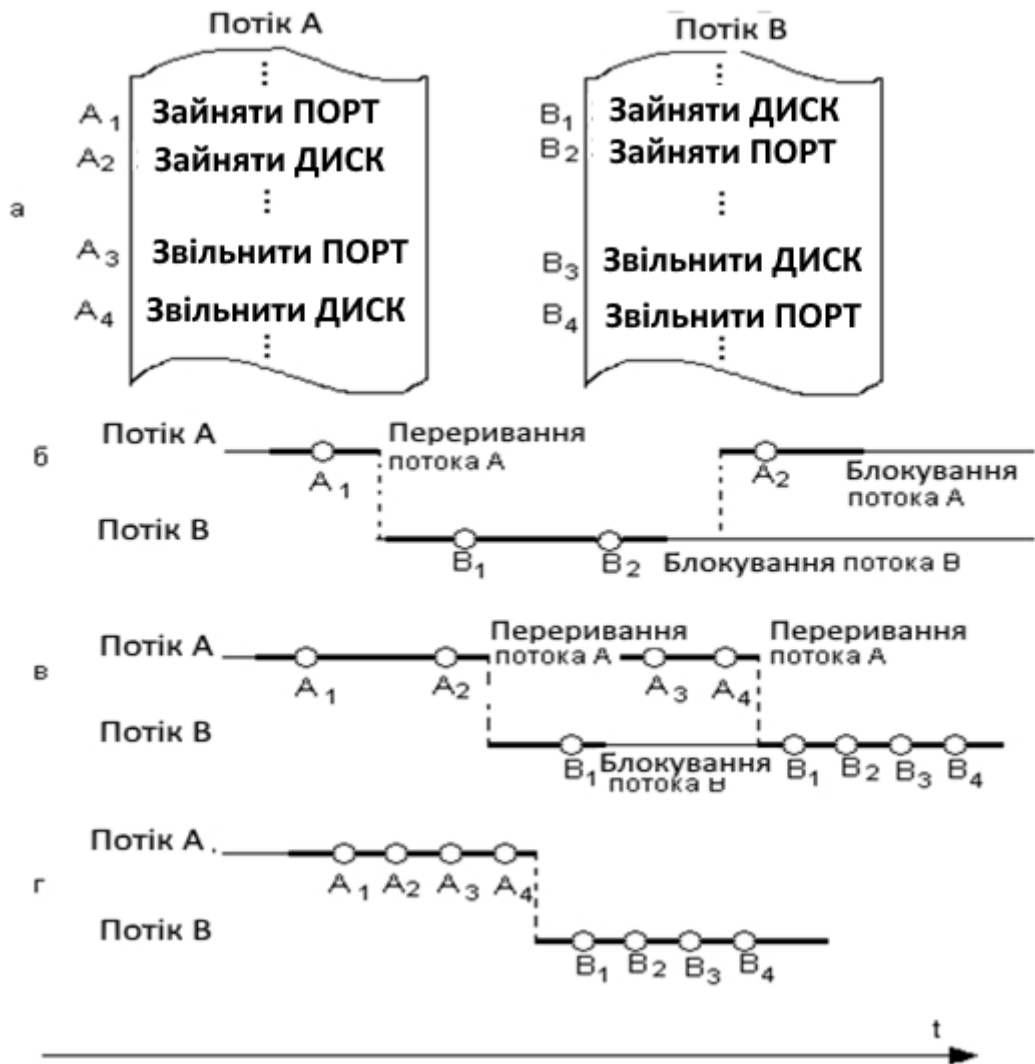 Потік A
Потік В
A1 Зайняти ПОРТ
A2 Зайняти ДИСК
A3 Звільнити ПОРТ
A4 Звільнити ДИСК
B1 Зайняти ДИСК
B2 Зайняти ПОРТ
B3 Звільнити ДИСК
B4 Звільнити ПОРТ
а
б
Потік A
Переривання
потока А
A1
A2
Блокування
потока А
Потік В
B1
B2
Блокування потока В
в
Потік A
Переривання
потока А
Переривання
потока А
A1
A2
A3
A4
Потік В
B1
Блокування
потока В
B1
B2
B3
B4
г
Потік A .
A1
A2
A3
A4
Потік В
B1
B2
B3
B4
t